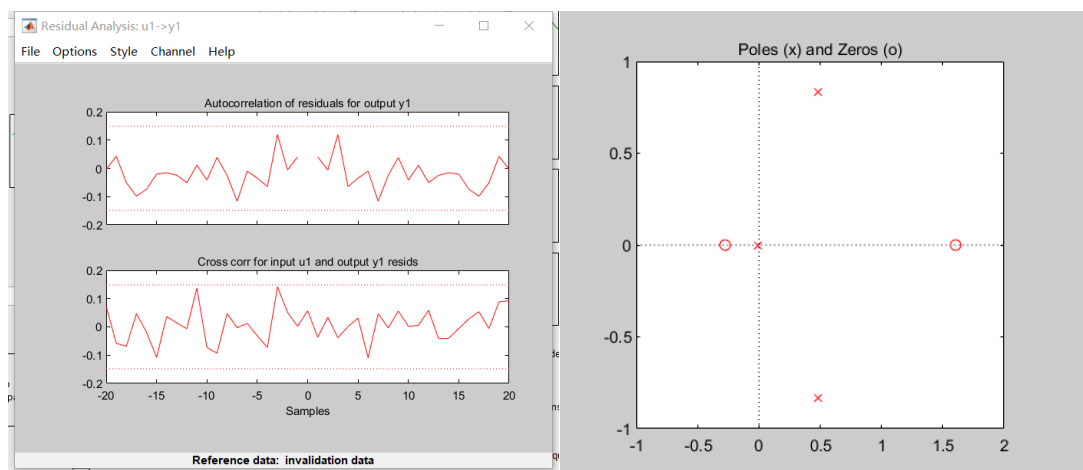 Residual Analysis: u1->y1
File Options Style Channel Help
Autocorrelation of residuals for output y1
0.2
0.1
0
-0.1
-0.2
Cross corr for input u1 and output y1 resids
0.2
0.1
0
-0.1
-0.2
-20 -15 -10 -5 0 5 10 15 20
Samples
Reference data: invalidation data
Poles (x) and Zeros (o)
1
0.5
0
-0.5
-1
-1 -0.5 0 0.5 1 1.5 2